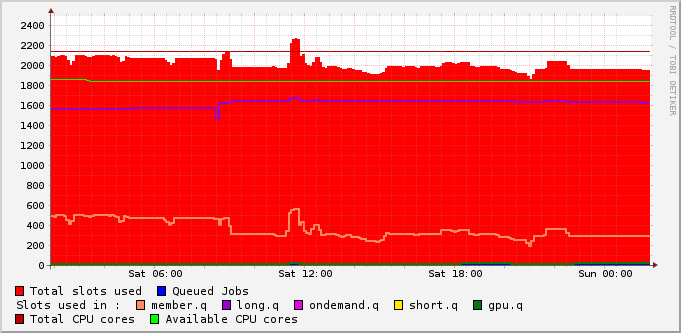 2400
2200
2000
1800
1600
1400
1200
1000
800
600
400
200
0
Sat 06:00 Sat 12:00 Sat 18:00 Sun 00:00
Total slots used Queued Jobs
Slots used in : member.q long.q ondemand.q short.q gpu.q
Total CPU cores Available CPU cores
RRDTOOL / TOBI OETIKER